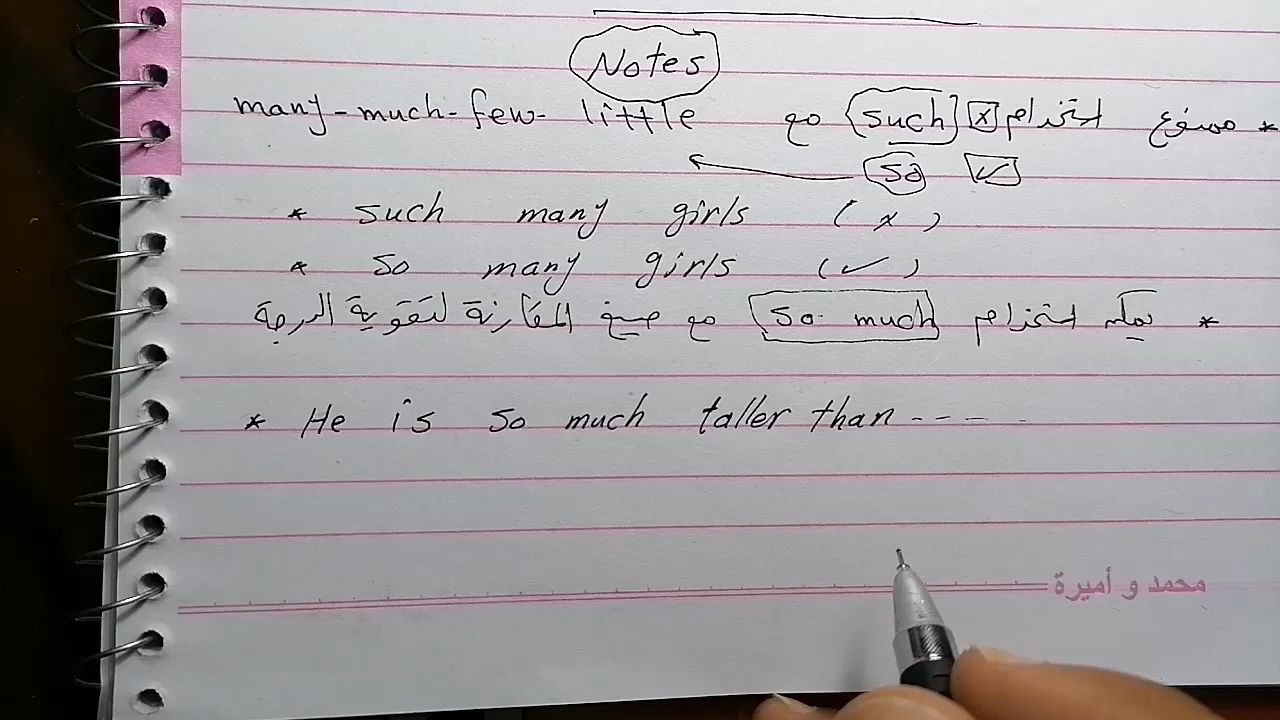 Notes
* ممنوع استخدام [x] {such} مع many - much - few - little
so ✓
* such many girls (x)
* so many girls (✓)
* يمكن استخدام so much مع صيغ المقارنة لتقوية الدرجة
* He is so much taller than ----
محمد و أميرة